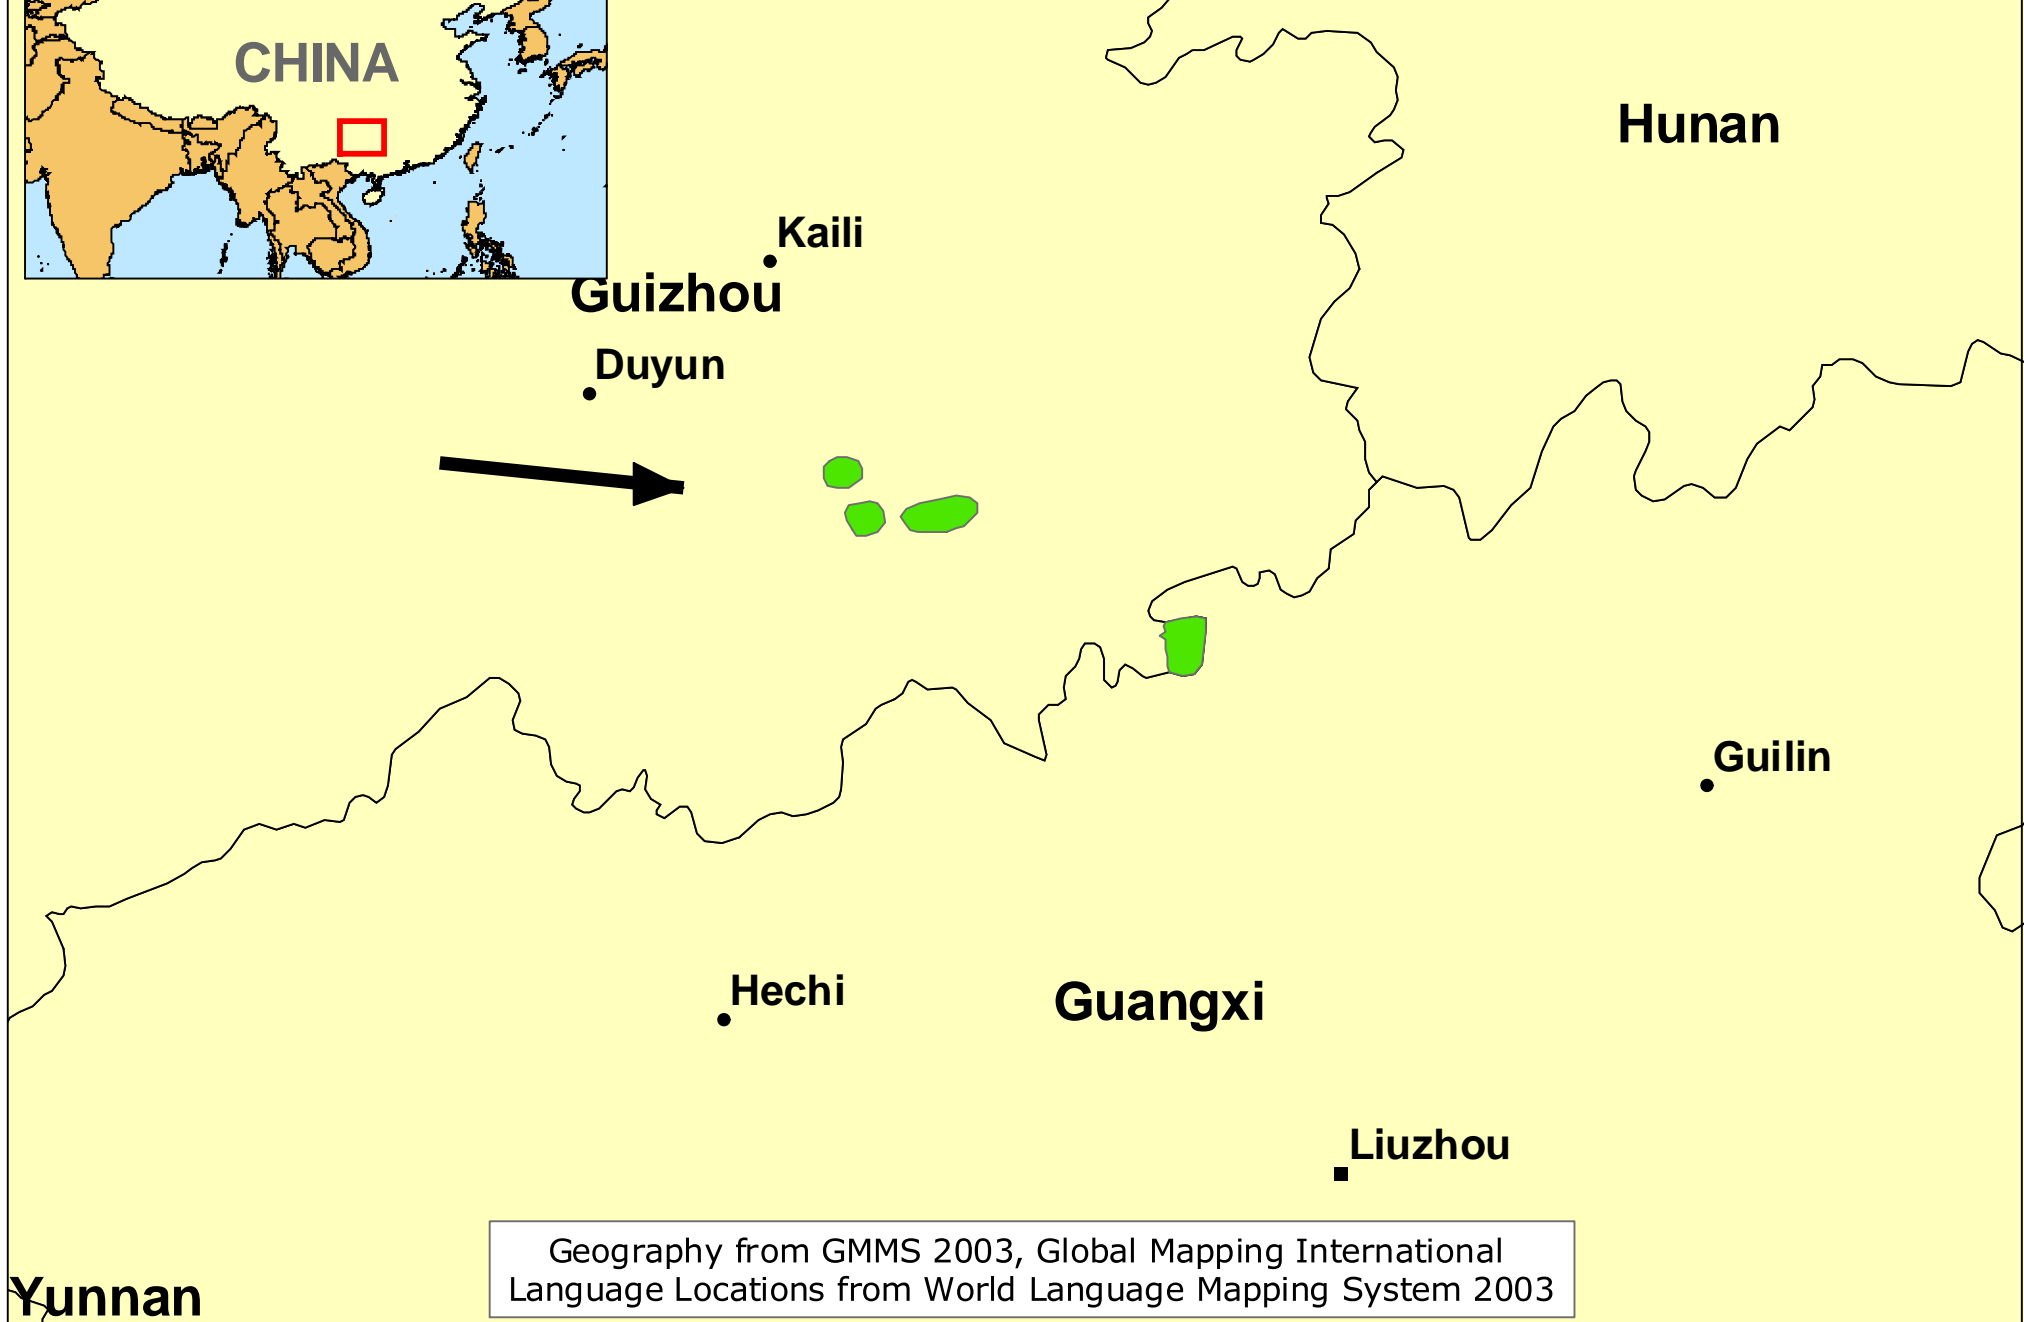 CHINA
Hunan
Kaili
Guizhou
Duyun
Guilin
Hechi
Guangxi
Liuzhou
Geography from GMMS 2003, Global Mapping International
Language Locations from World Language Mapping System 2003
Yunnan